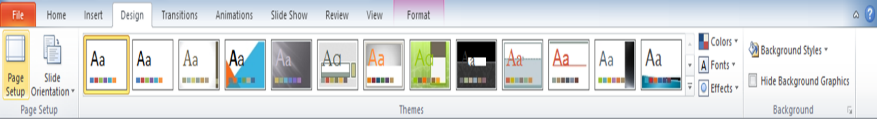 File Home Insert Design Transitions Animations Slide Show Review View Format
Aa Aa Aa Aa Aa Aa Aa Aa Aa Aa Aa Aa Aa
Colors
Fonts
Effects
Background Styles
Hide Background Graphics
Page Setup
Slide Orientation
Page Setup Themes Background